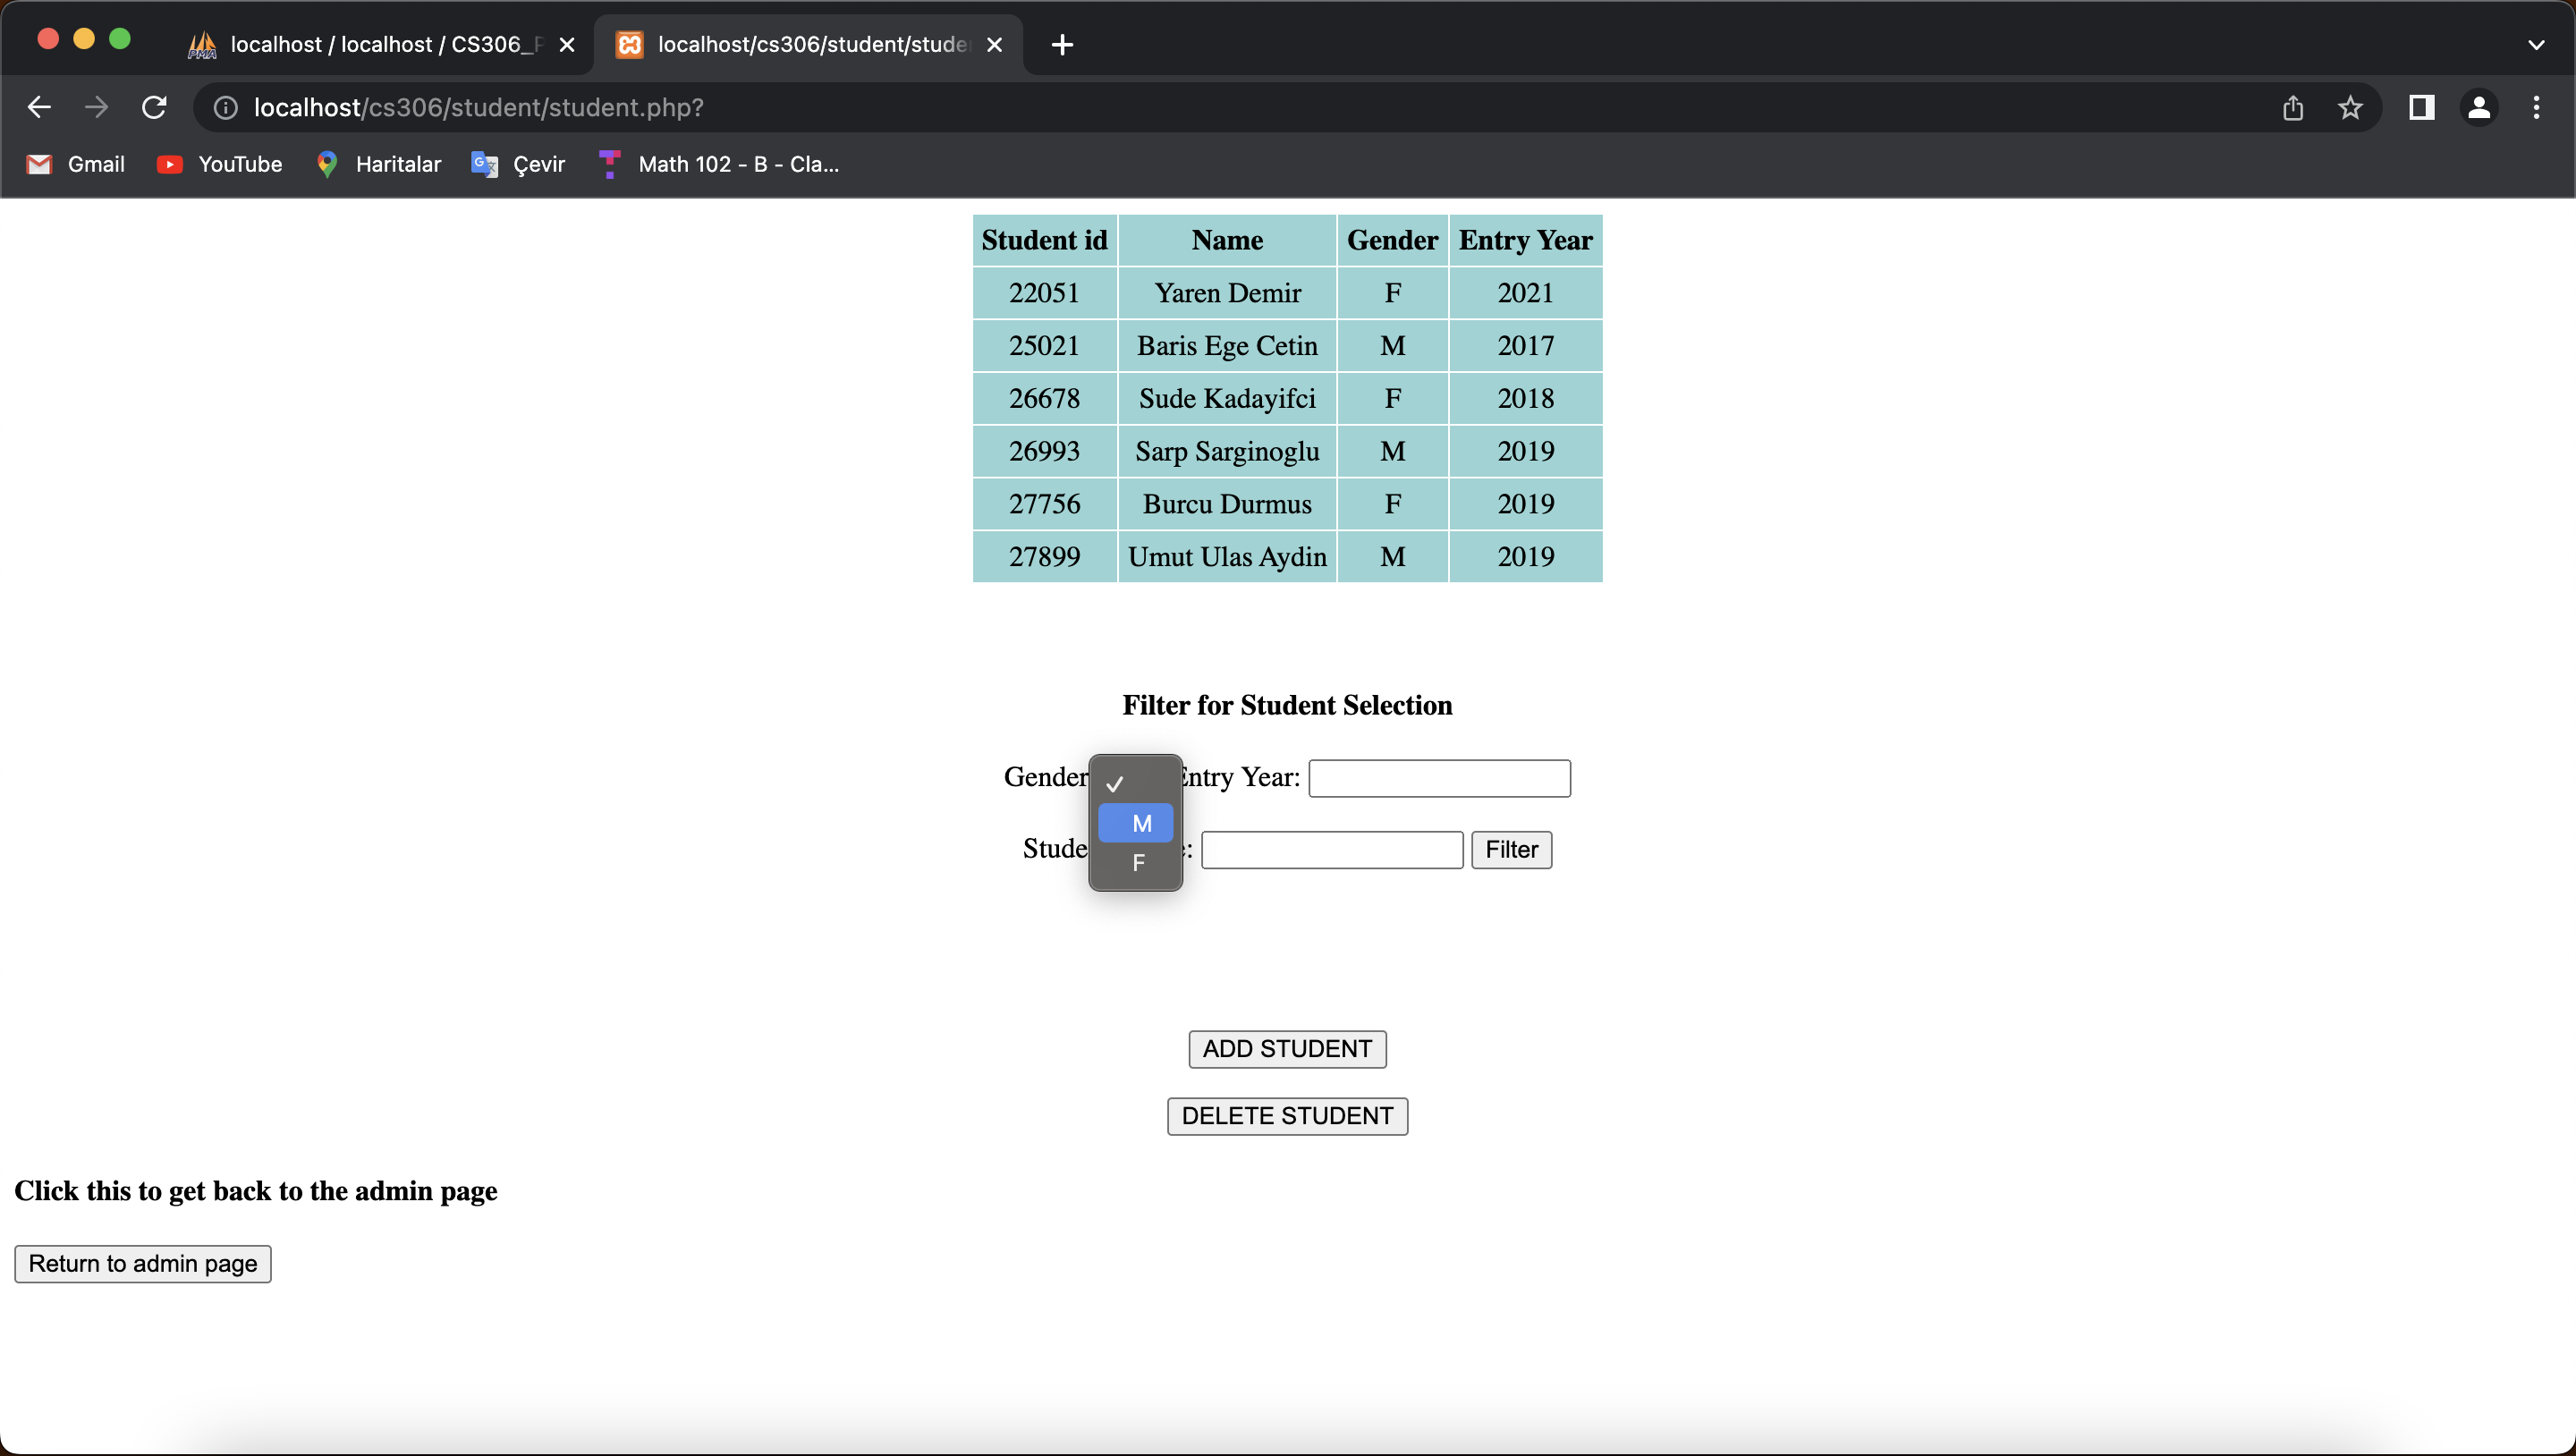 localhost / localhost / CS306_P
localhost/cs306/student/stude
localhost/cs306/student/student.php?
Gmail YouTube Haritalar Çevir Math 102 - B - Cla...
Student id Name Gender Entry Year
22051 Yaren Demir F 2021
25021 Baris Ege Cetin M 2017
26678 Sude Kadayifci F 2018
26993 Sarp Sarginoglu M 2019
27756 Burcu Durmus F 2019
27899 Umut Ulas Aydin M 2019
Filter for Student Selection
Gender Entry Year:
M
Stude : Filter
F
ADD STUDENT
DELETE STUDENT
Click this to get back to the admin page
Return to admin page